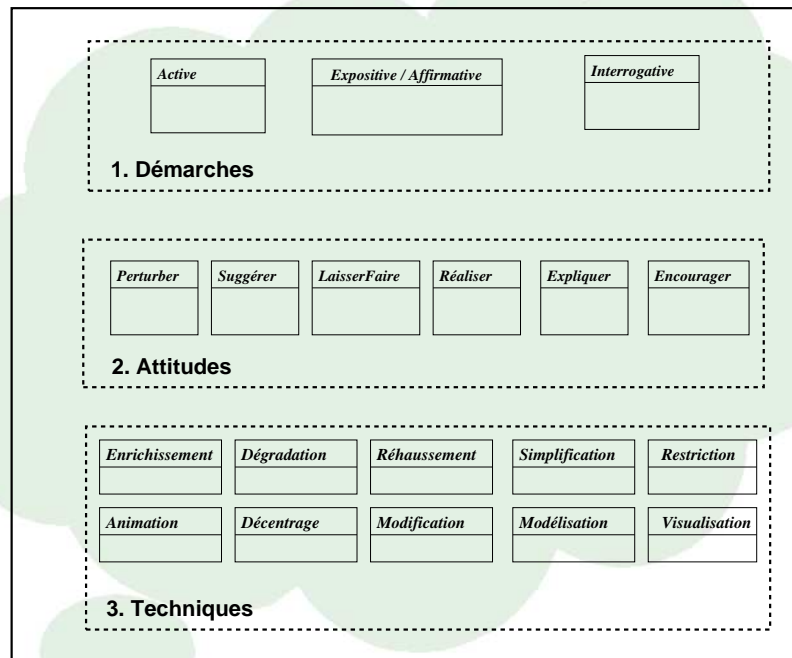 Active
Expositive / Affirmative
Interrogative
1. Démarches
Perturber
Suggérer
LaisserFaire
Réaliser
Expliquer
Encourager
2. Attitudes
Enrichissement
Dégradation
Réhaussement
Simplification
Restriction
Animation
Décentrage
Modification
Modélisation
Visualisation
3. Techniques